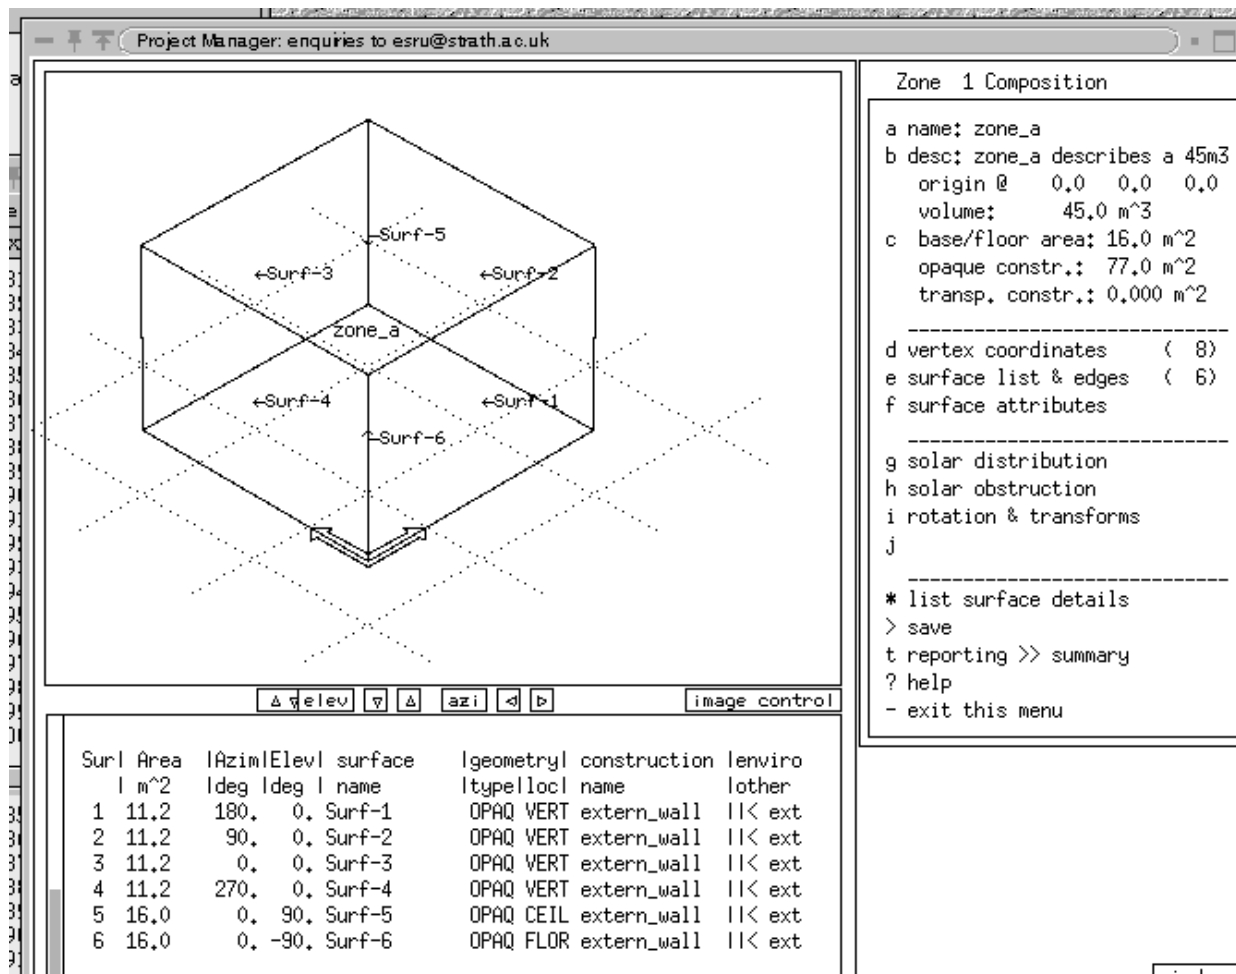 Project Manager: enquiries to esru@strath.ac.uk
Surf-5
Surf-3
Surf-2
zone_a
Surf-4
Surf-1
Surf-6
elev
azi
image control
Zone 1 Composition
a name: zone_a
b desc: zone_a describes a 45m3
origin @ 0.0 0.0 0.0
volume: 45.0 m^3
c base/floor area: 16.0 m^2
opaque constr.: 77.0 m^2
transp. constr.: 0.000 m^2
d vertex coordinates ( 8)
e surface list & edges ( 6)
f surface attributes
g solar distribution
h solar obstruction
i rotation & transforms
j
* list surface details
> save
t reporting >> summary
? help
- exit this menu
Sur| Area |Azim|Elev| surface |geometry| construction |enviro
| m^2 |deg |deg | name |type|loc| name |other
1 11.2 180. 0. Surf-1 OPAQ VERT extern_wall ||< ext
2 11.2 90. 0. Surf-2 OPAQ VERT extern_wall ||< ext
3 11.2 0. 0. Surf-3 OPAQ VERT extern_wall ||< ext
4 11.2 270. 0. Surf-4 OPAQ VERT extern_wall ||< ext
5 16.0 0. 90. Surf-5 OPAQ CEIL extern_wall ||< ext
6 16.0 0. -90. Surf-6 OPAQ FLOR extern_wall ||< ext